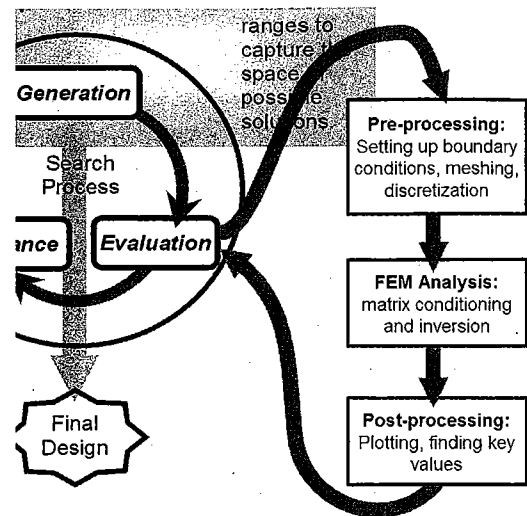 ranges to
capture
space
possible
solutions
Generation
Search
Process
ance
Evaluation
Final
Design
Pre-processing:
Setting up boundary
conditions, meshing,
discretization
FEM Analysis:
matrix conditioning
and inversion
Post-processing:
Plotting, finding key
values